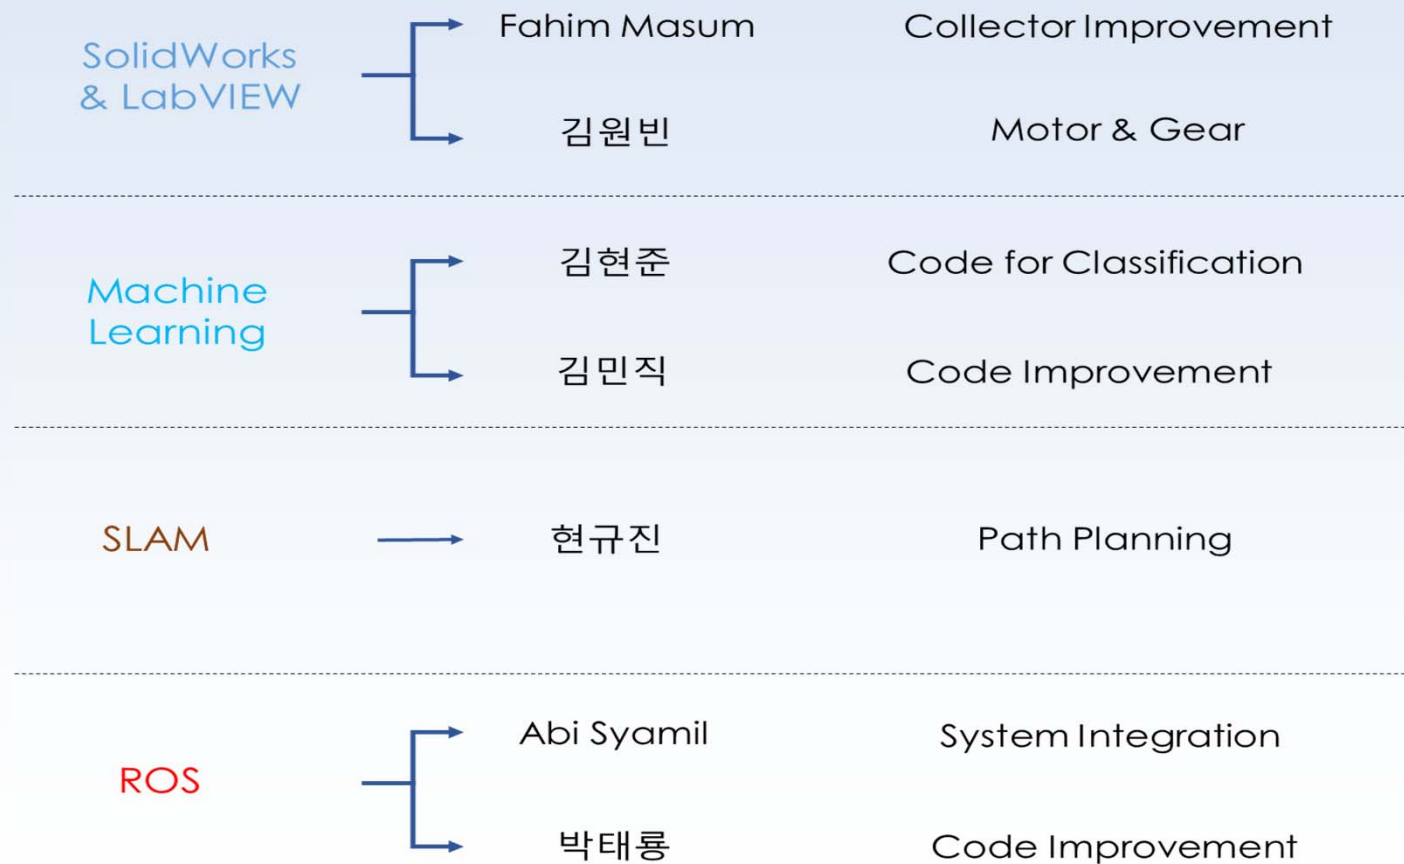 SolidWorks
& LabVIEW
Fahim Masum Collector Improvement
김원빈 Motor & Gear
Machine
Learning
김현준 Code for Classification
김민직 Code Improvement
SLAM 현규진 Path Planning
ROS
Abi Syamil System Integration
박태룡 Code Improvement